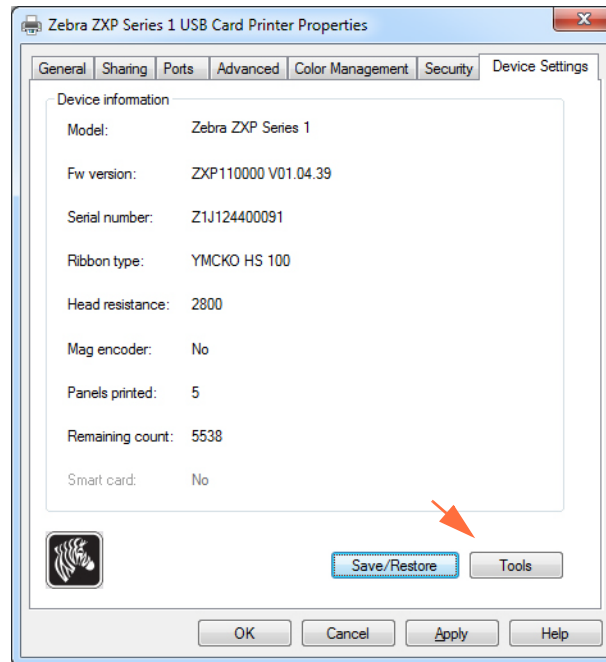 Zebra ZXP Series 1 USB Card Printer Properties
General Sharing Ports Advanced Color Management Security Device Settings
Device information
Model: Zebra ZXP Series 1
Fw version: ZXP110000 V01.04.39
Serial number: Z1J124400091
Ribbon type: YMCKO HS 100
Head resistance: 2800
Mag encoder: No
Panels printed: 5
Remaining count: 5538
Smart card: No
Save/Restore Tools
OK Cancel Apply Help